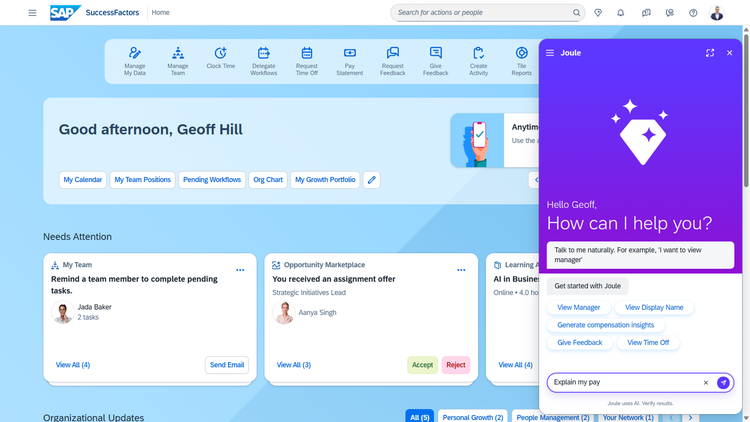 SAP SuccessFactors Home
Search for actions or people
Manage My Data
Manage Team
Clock Time
Delegate Workflows
Request Time Off
Pay Statement
Request Feedback
Give Feedback
Create Activity
Tile Reports
Good afternoon, Geoff Hill
Anytim
Use the a
My Calendar
My Team Positions
Pending Workflows
Org Chart
My Growth Portfolio
Needs Attention
My Team
Remind a team member to complete pending
tasks.
Jada Baker
2 tasks
View All (4)
Send Email
Opportunity Marketplace
You received an assignment offer
Strategic Initiatives Lead
Aanya Singh
View All (3)
Accept
Reject
Learning A
AI in Busines
Online • 4.0 ho
View All (4)
Organizational Updates
All (5)
Personal Growth (2)
People Management (2)
Your Network (1)
Joule
Hello Geoff,
How can I help you?
Talk to me naturally. For example, 'I want to view
manager'
Get started with Joule
View Manager
View Display Name
Generate compensation insights
Give Feedback
View Time Off
Explain my pay
Joule uses AI. Verify results.